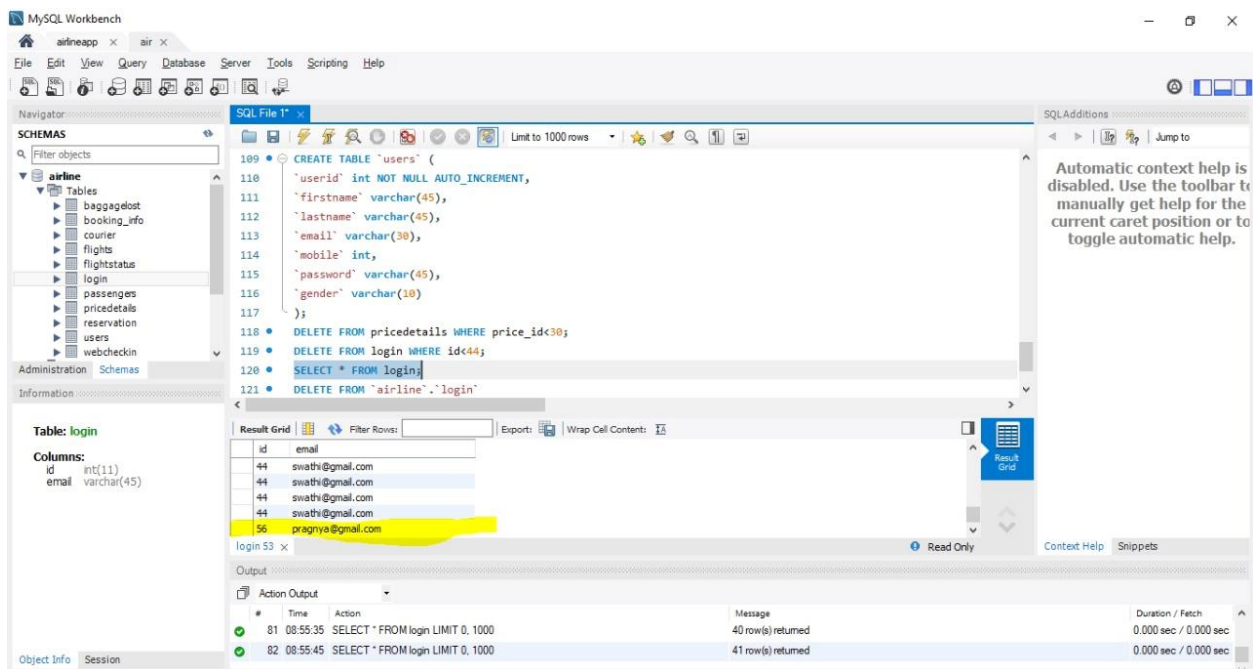 MySQL Workbench
airlineapp × air ×
File Edit View Query Database Server Tools Scripting Help
Navigator
SCHEMAS
Filter objects
airline
Tables
baggagelost
booking_info
courier
flights
flightstatus
login
passengers
pricedetails
reservation
users
webcheckin
Administration Schemas
Information
Table: login
Columns:
id int(11)
email varchar(45)
Object Info Session
SQL File 1* ×
Limit to 1000 rows
109 CREATE TABLE `users` (
110 `userid` int NOT NULL AUTO_INCREMENT,
111 `firstname` varchar(45),
112 `lastname` varchar(45),
113 `email` varchar(30),
114 `mobile` int,
115 `password` varchar(45),
116 `gender` varchar(10)
117 );
118 DELETE FROM pricedetails WHERE price_id<30;
119 DELETE FROM login WHERE id<44;
120 SELECT * FROM login;
121 DELETE FROM `airline`.`login`
Result Grid Filter Rows: Export: Wrap Cell Content: IA
id email
44 swathi@gmail.com
44 swathi@gmail.com
44 swathi@gmail.com
44 swathi@gmail.com
56 pragnya@gmail.com
Result Grid
login 53 × Read Only
Output
Action Output
# Time Action Message Duration / Fetch
81 08:55:35 SELECT * FROM login LIMIT 0, 1000 40 row(s) returned 0.000 sec / 0.000 sec
82 08:55:45 SELECT * FROM login LIMIT 0, 1000 41 row(s) returned 0.000 sec / 0.000 sec
SQLAdditions
Jump to
Automatic context help is
disabled. Use the toolbar to
manually get help for the
current caret position or to
toggle automatic help.
Context Help Snippets